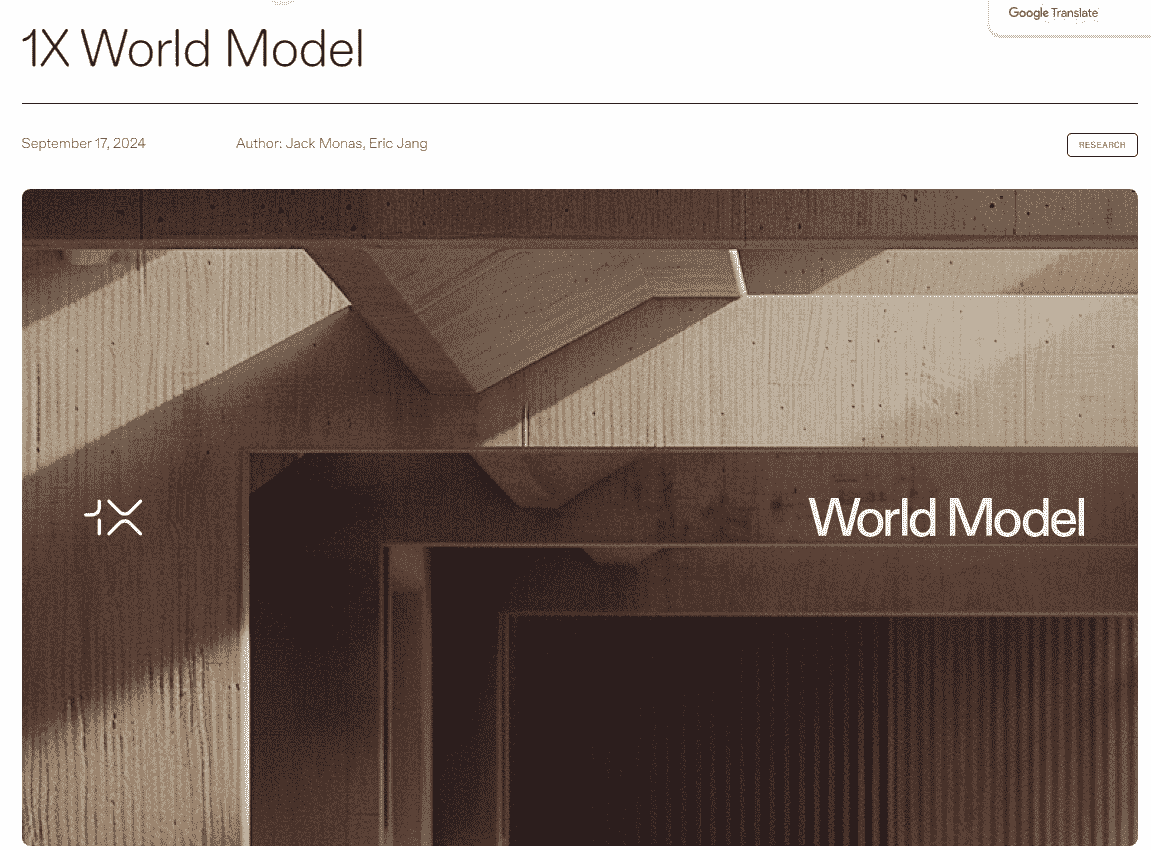 Google Translate
1X World Model
September 17, 2024
Author: Jack Monas, Eric Jang
RESEARCH
1X
World Model